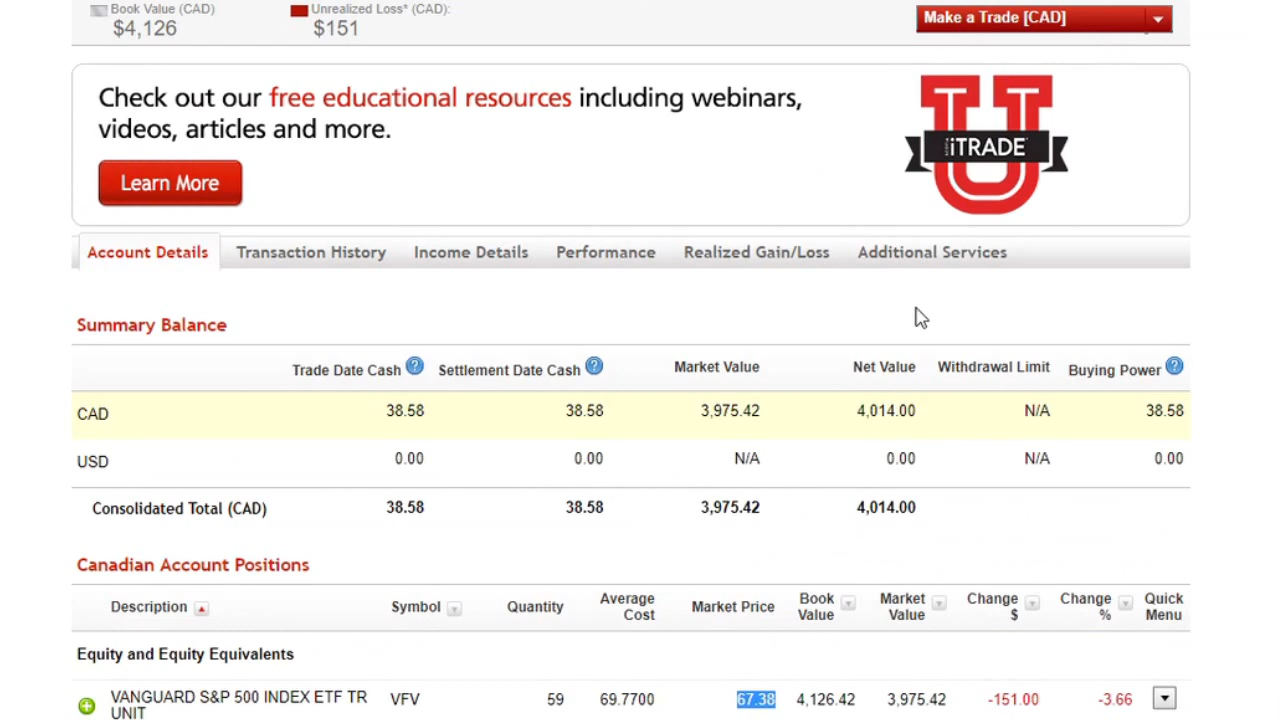 Book Value (CAD) Unrealized Loss* (CAD):
$4,126 $151
Make a Trade [CAD]
Check out our free educational resources including webinars,
videos, articles and more.
Learn More
iTRADE
Account Details Transaction History Income Details Performance Realized Gain/Loss Additional Services
Summary Balance
Trade Date Cash Settlement Date Cash Market Value Net Value Withdrawal Limit Buying Power
CAD 38.58 38.58 3,975.42 4,014.00 N/A 38.58
USD 0.00 0.00 N/A 0.00 N/A 0.00
Consolidated Total (CAD) 38.58 38.58 3,975.42 4,014.00
Canadian Account Positions
Description Symbol Quantity Average Cost Market Price Book Value Market Value Change $ Change % Quick Menu
Equity and Equity Equivalents
VANGUARD S&P 500 INDEX ETF TR VFV 59 69.7700 67.38 4,126.42 3,975.42 -151.00 -3.66
UNIT